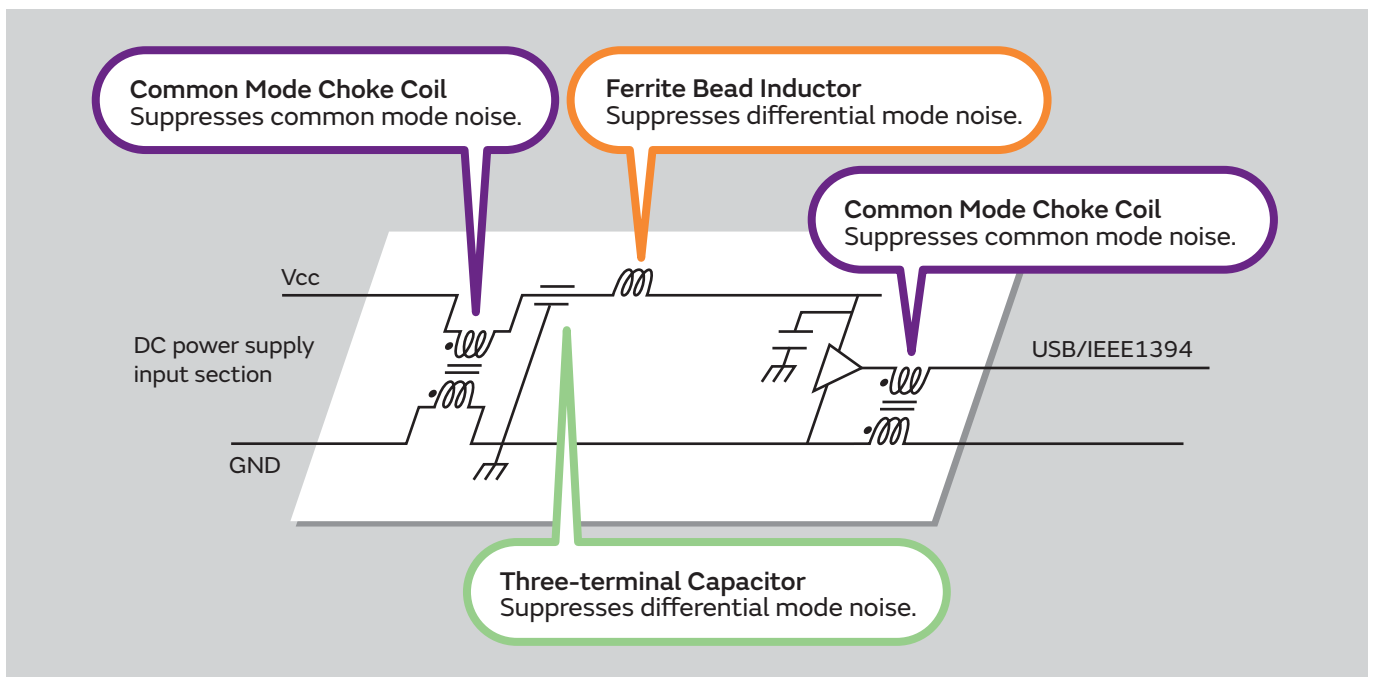 Common Mode Choke Coil
Suppresses common mode noise.
Ferrite Bead Inductor
Suppresses differential mode noise.
Common Mode Choke Coil
Suppresses common mode noise.
Vcc
DC power supply
input section
USB/IEEE1394
GND
Three-terminal Capacitor
Suppresses differential mode noise.